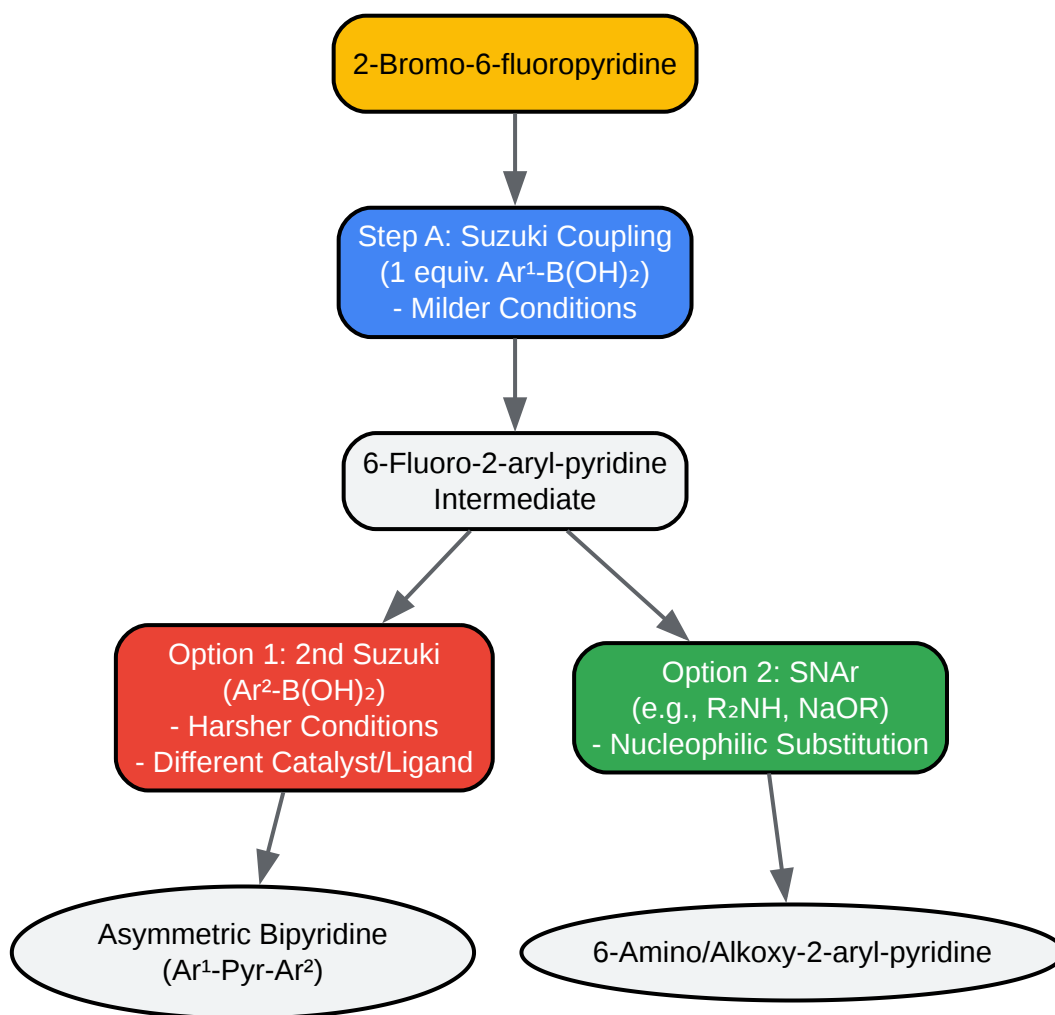 2-Bromo-6-fluoropyridine
Step A: Suzuki Coupling
(1 equiv. Ar¹-B(OH)₂)
- Milder Conditions
6-Fluoro-2-aryl-pyridine
Intermediate
Option 1: 2nd Suzuki
(Ar²-B(OH)₂)
- Harsher Conditions
- Different Catalyst/Ligand
Option 2: SNAr
(e.g., R₂NH, NaOR)
- Nucleophilic Substitution
Asymmetric Bipyridine
(Ar¹-Pyr-Ar²)
6-Amino/Alkoxy-2-aryl-pyridine